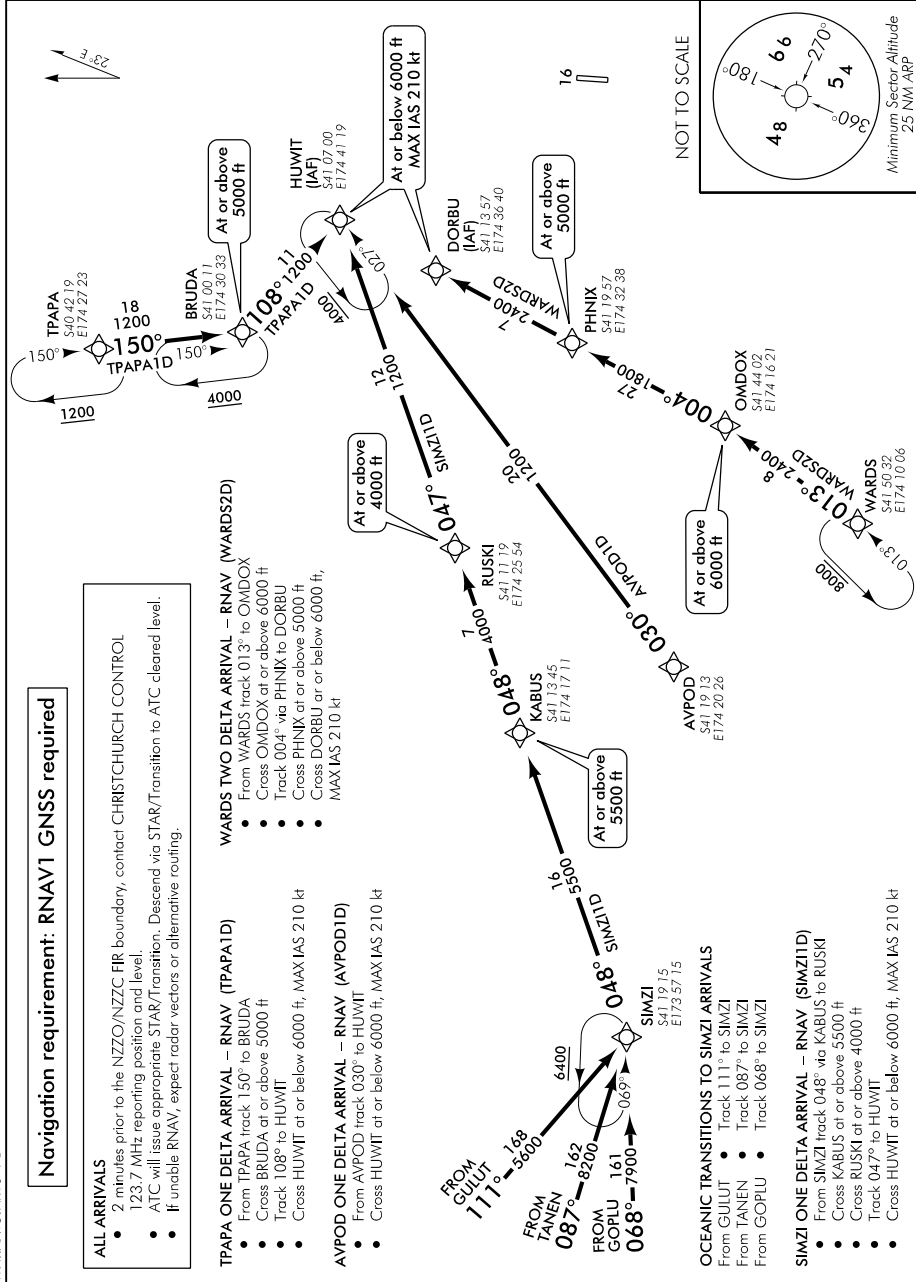 Navigation requirement: RNAV1 GNSS required
ALL ARRIVALS
• 2 minutes prior to the NZZO/NZZC FIR boundary, contact CHRISTCHURCH CONTROL
123.7 MHz reporting position and level.
• ATC will issue appropriate STAR/Transition. Descend via STAR/Transition to ATC cleared level.
• If unable RNAV, expect radar vectors or alternative routing.
TPAPA ONE DELTA ARRIVAL – RNAV (TPAPA1D)
• From TPAPA track 150° to BRUDA
• Cross BRUDA at or above 5000 ft
• Track 108° to HUWIT
• Cross HUWIT at or below 6000 ft, MAX IAS 210 kt
AVPOD ONE DELTA ARRIVAL – RNAV (AVPOD1D)
• From AVPOD track 030° to HUWIT
• Cross HUWIT at or below 6000 ft, MAX IAS 210 kt
WARDS TWO DELTA ARRIVAL – RNAV (WARDS2D)
• From WARDS track 013° to OMDOX
• Cross OMDOX at or above 6000 ft
• Track 004° via PHNIX to DORBU
• Cross PHNIX at or above 5000 ft
• Cross DORBU ar or below 6000 ft,
MAX IAS 210 kt
OCEANIC TRANSITIONS TO SIMZI ARRIVALS
From GULUT • Track 111° to SIMZI
From TANEN • Track 087° to SIMZI
From GOPLU • Track 068° to SIMZI
SIMZI ONE DELTA ARRIVAL – RNAV (SIMZI1D)
• From SIMZI track 048° via KABUS to RUSKI
• Cross KABUS at or above 5500 ft
• Cross RUSKI at or above 4000 ft
• Track 047° to HUWIT
• Cross HUWIT at or below 6000 ft, MAX IAS 210 kt
23° E
TPAPA
S40 42 19
E174 27 23
150°
1200
18
1200
150°
TPAPA1D
BRUDA
S41 00 11
E174 30 33
150°
4000
At or above
5000 ft
11
108° 1200
TPAPA1D
HUWIT
(IAF)
S41 07 00
E174 41 19
027°
4000
At or below 6000 ft
MAX IAS 210 kt
16
DORBU
(IAF)
S41 13 57
E174 36 40
WARDS2D
2400
7
At or above
5000 ft
PHNIX
S41 19 57
E174 32 38
004° 1800
27
OMDOX
S41 44 02
E174 16 21
At or above
6000 ft
8
013° 2400
WARDS2D
WARDS
S41 50 32
E174 10 06
013°
8000
12
1200
047° SIMZI1D
At or above
4000 ft
RUSKI
S41 11 19
E174 25 54
7
048° 4000
KABUS
S41 13 45
E174 17 11
At or above
5500 ft
20
1200
030° AVPOD1D
AVPOD
S41 19 13
E174 20 26
16
5500
048° SIMZI1D
SIMZI
S41 19 15
E173 57 15
6400
069°
FROM
GULUT
168
111° 5600
FROM
TANEN
162
087° 8200
FROM
GOPLU
161
068° 7900
NOT TO SCALE
180°
270°
360°
66
54
48
Minimum Sector Altitude
25 NM ARP